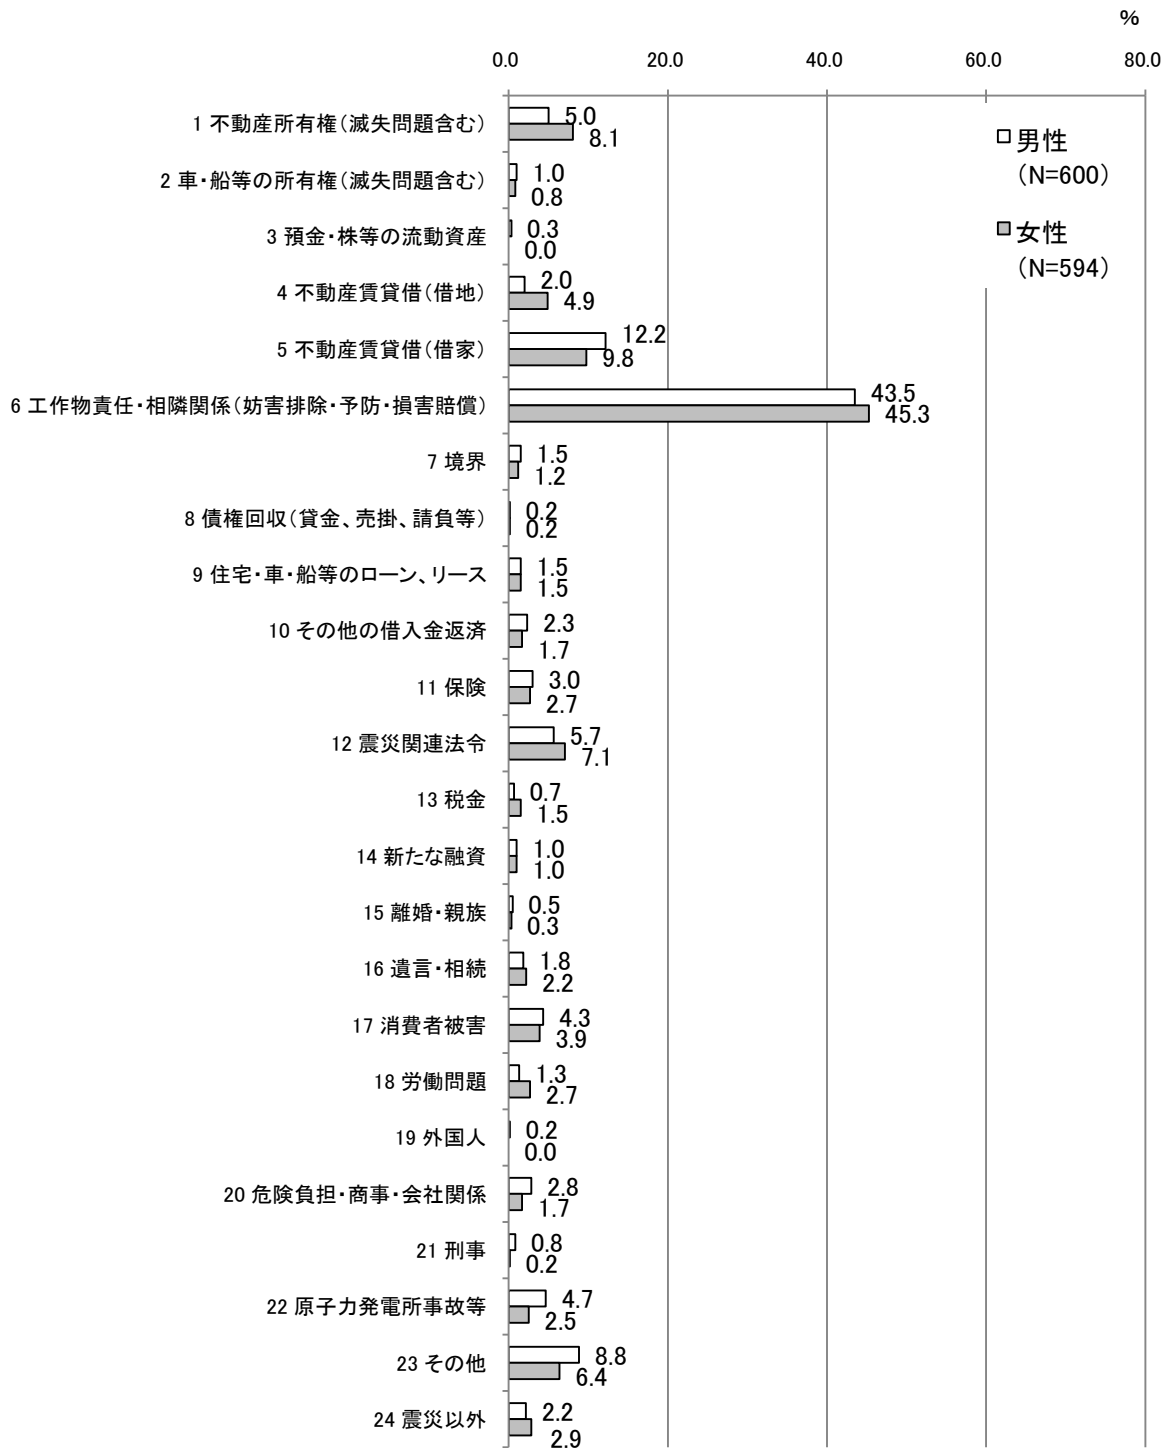 %
0.0 20.0 40.0 60.0 80.0
1 不動産所有権(滅失問題含む) 5.0
8.1
男性
(N=600)
2 車・船等の所有権(滅失問題含む) 1.0
0.8
女性
(N=594)
3 預金・株等の流動資産 0.3
0.0
4 不動産賃貸借(借地) 2.0
4.9
5 不動産賃貸借(借家) 12.2
9.8
6 工作物責任・相隣関係(妨害排除・予防・損害賠償) 43.5
45.3
7 境界 1.5
1.2
8 債権回収(貸金、売掛、請負等) 0.2
0.2
9 住宅・車・船等のローン、リース 1.5
1.5
10 その他の借入金返済 2.3
1.7
11 保険 3.0
2.7
12 震災関連法令 5.7
7.1
13 税金 0.7
1.5
14 新たな融資 1.0
1.0
15 離婚・親族 0.5
0.3
16 遺言・相続 1.8
2.2
17 消費者被害 4.3
3.9
18 労働問題 1.3
2.7
19 外国人 0.2
0.0
20 危険負担・商事・会社関係 2.8
1.7
21 刑事 0.8
0.2
22 原子力発電所事故等 4.7
2.5
23 その他 8.8
6.4
24 震災以外 2.2
2.9